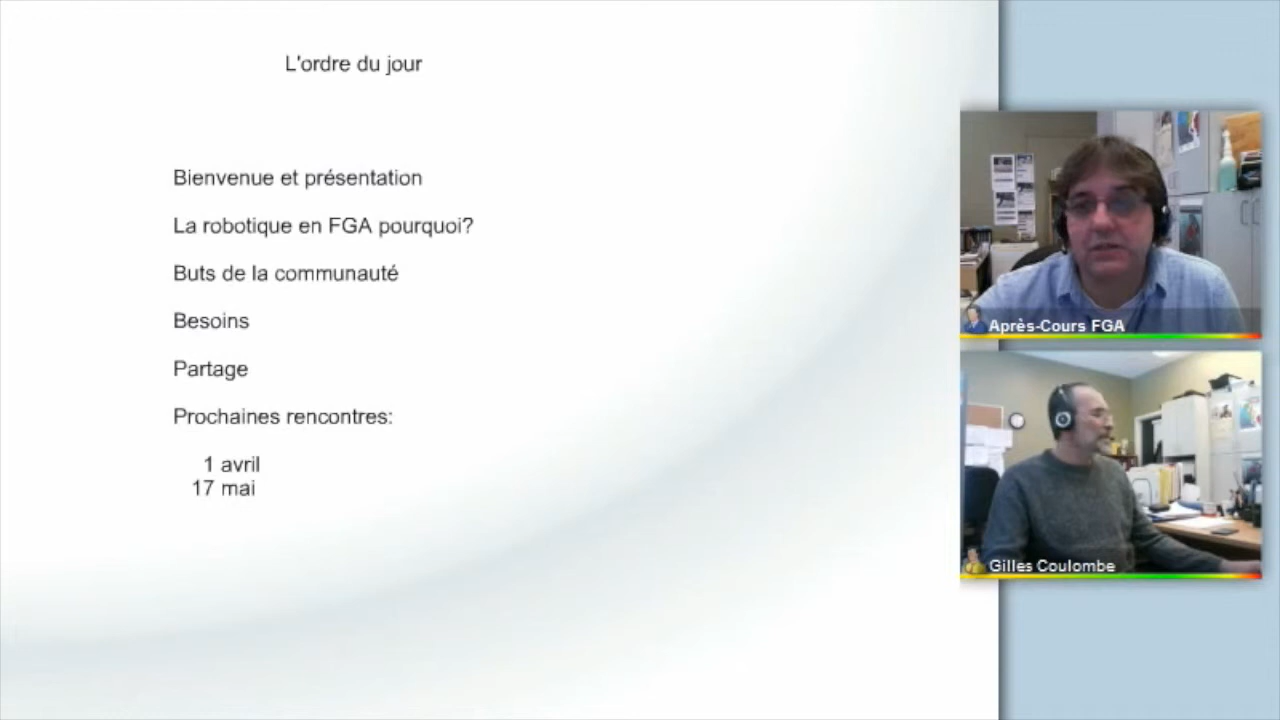 L'ordre du jour
Bienvenue et présentation
La robotique en FGA pourquoi?
Buts de la communauté
Besoins
Partage
Prochaines rencontres:
1 avril
17 mai
Après-Cours FGA
Gilles Coulombe